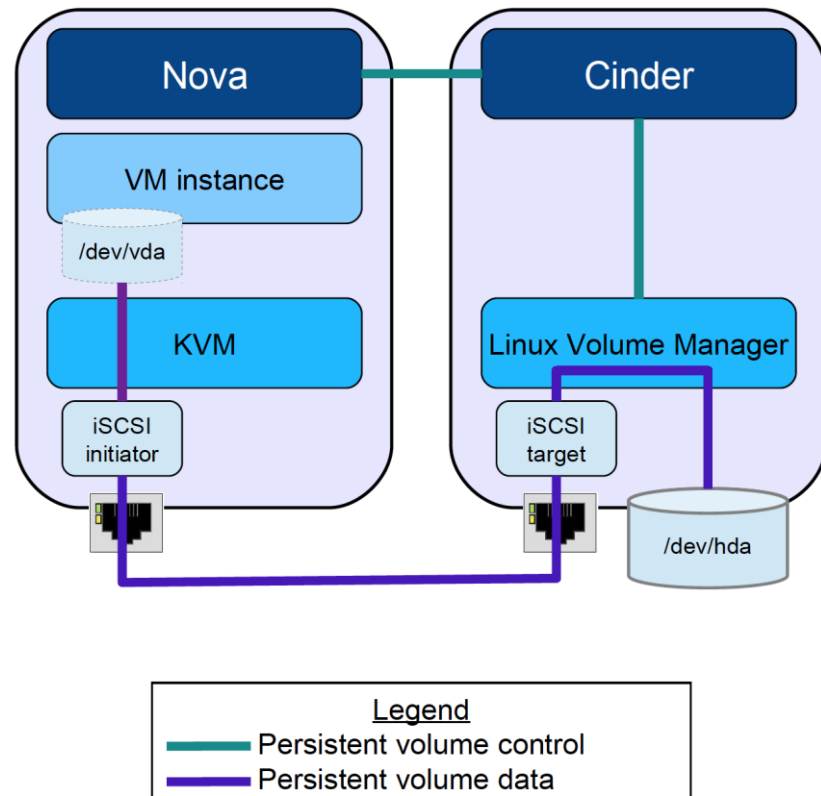 Nova
Cinder
VM instance
/dev/vda
KVM
Linux Volume Manager
iSCSI
initiator
iSCSI
target
/dev/hda
Legend
Persistent volume control
Persistent volume data